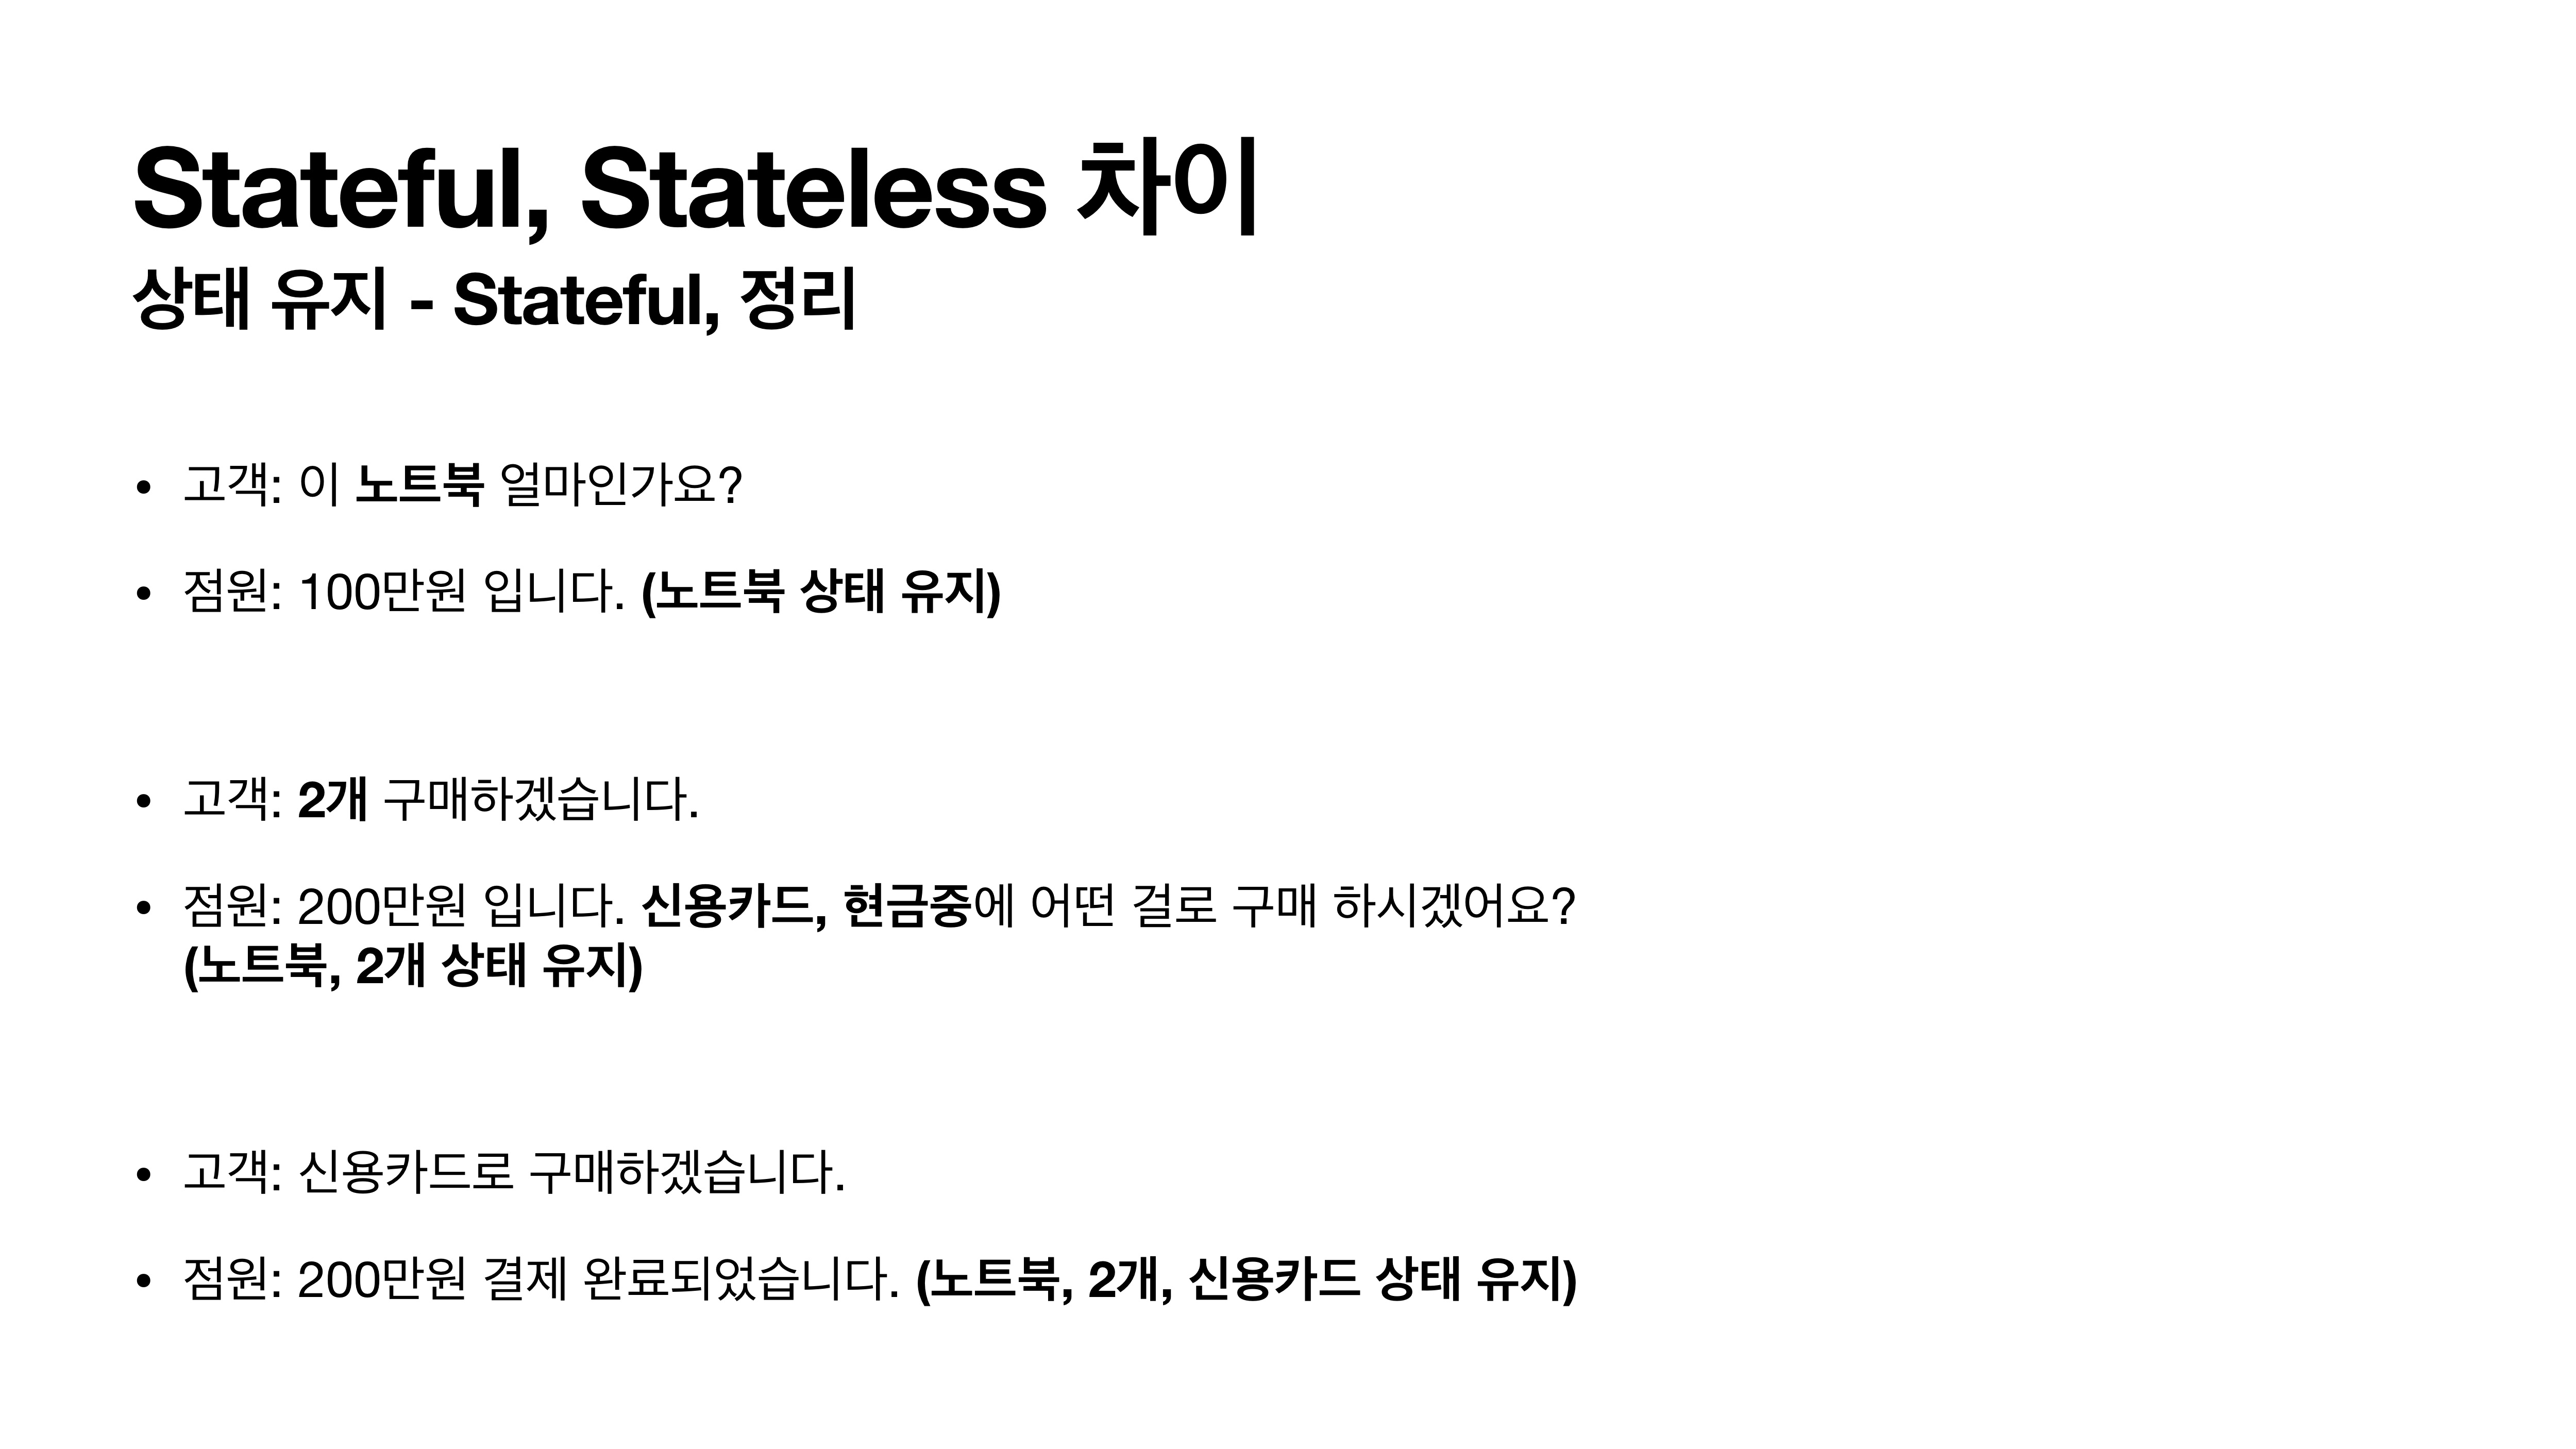 Stateful, Stateless 차이
상태 유지 - Stateful, 정리
• 고객: 이 노트북 얼마인가요?
• 점원: 100만원 입니다. (노트북 상태 유지)
• 고객: 2개 구매하겠습니다.
• 점원: 200만원 입니다. 신용카드, 현금중에 어떤 걸로 구매 하시겠어요?
(노트북, 2개 상태 유지)
• 고객: 신용카드로 구매하겠습니다.
• 점원: 200만원 결제 완료되었습니다. (노트북, 2개, 신용카드 상태 유지)